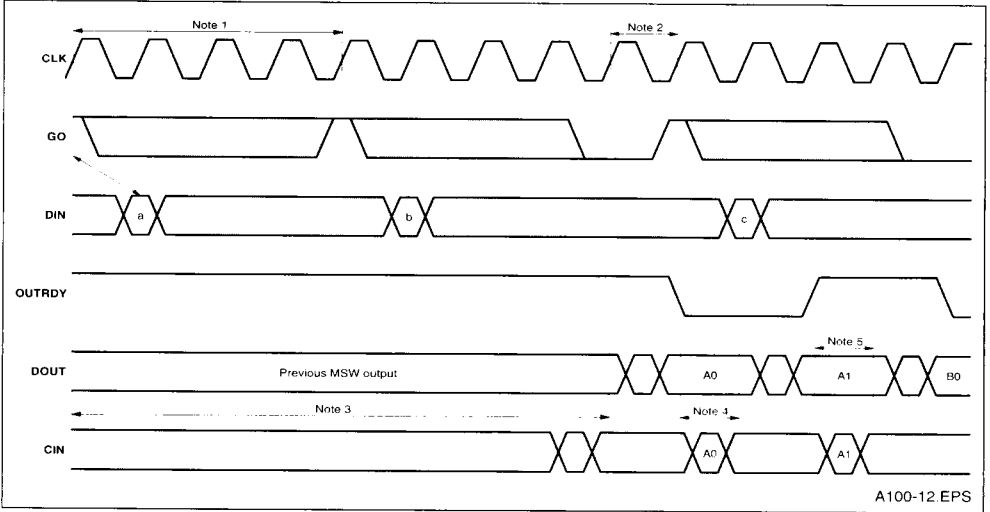 Note 1
Note 2
CLK
GO
DIN
a
b
c
OUTRDY
Note 5
DOUT
Previous MSW output
A0
A1
B0
Note 3
Note 4
CIN
A0
A1
A100-12.EPS